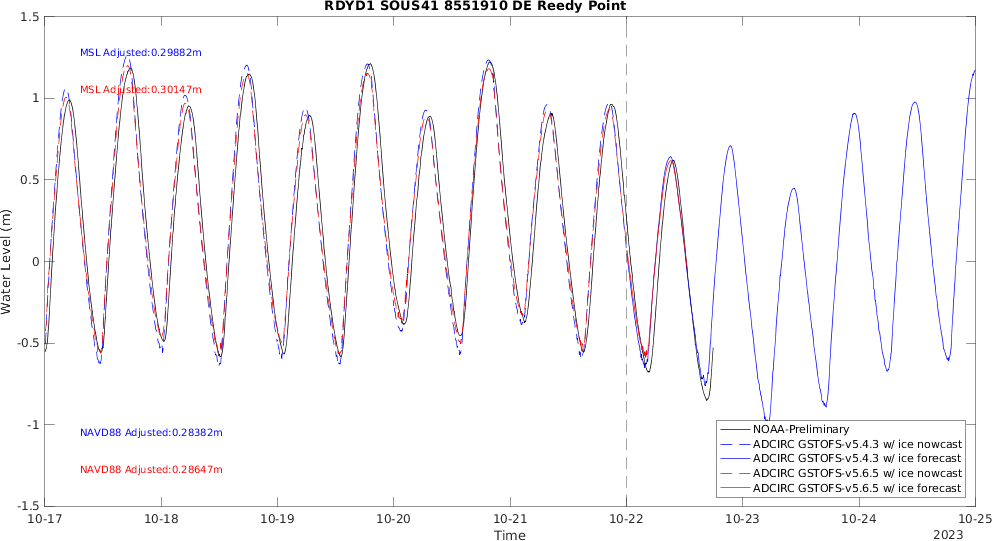 RDYD1 SOUS41 8551910 DE Reedy Point
1.5
1
0.5
0
-0.5
-1
-1.5
Water Level (m)
MSL Adjusted:0.29882m
MSL Adjusted:0.30147m
NAVD88 Adjusted:0.28382m
NAVD88 Adjusted:0.28647m
NOAA-Preliminary
ADCIRC GSTOFS-v5.4.3 w/ ice nowcast
ADCIRC GSTOFS-v5.4.3 w/ ice forecast
ADCIRC GSTOFS-v5.6.5 w/ ice nowcast
ADCIRC GSTOFS-v5.6.5 w/ ice forecast
10-17 10-18 10-19 10-20 10-21 10-22 10-23 10-24 10-25
Time
2023